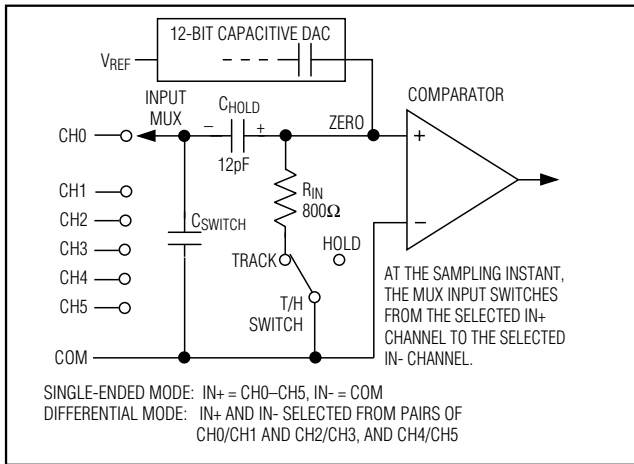 12-BIT CAPACITIVE DAC
VREF
COMPARATOR
INPUT
MUX
CHOLD
ZERO
CH0
− +
12pF
+
CH1
RIN
800Ω
−
CH2
CSWITCH
CH3
TRACK
HOLD
CH4
CH5
T/H
SWITCH
AT THE SAMPLING INSTANT,
THE MUX INPUT SWITCHES
FROM THE SELECTED IN+
CHANNEL TO THE SELECTED
IN- CHANNEL.
COM
SINGLE-ENDED MODE: IN+ = CH0–CH5, IN- = COM
DIFFERENTIAL MODE: IN+ AND IN- SELECTED FROM PAIRS OF
CH0/CH1 AND CH2/CH3, AND CH4/CH5